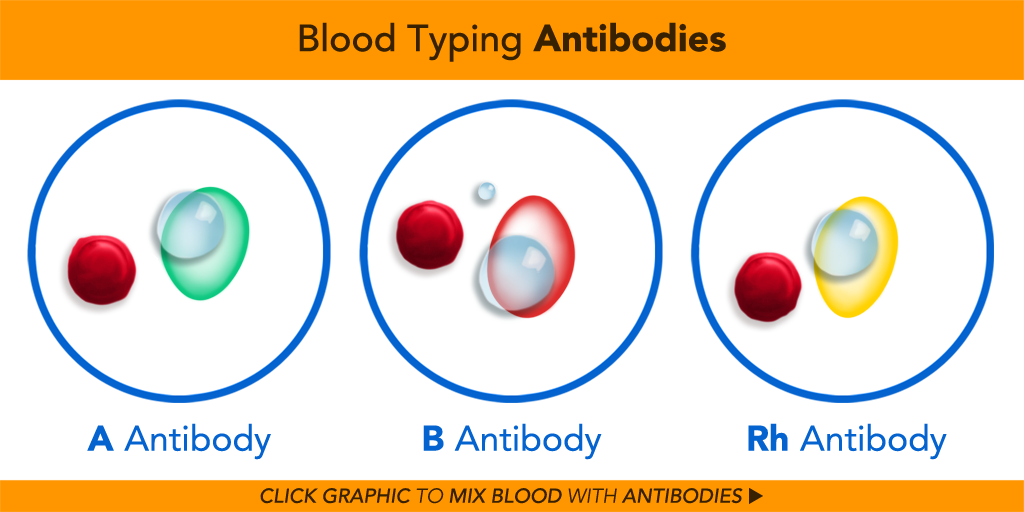 Blood Typing Antibodies
A Antibody
B Antibody
Rh Antibody
CLICK GRAPHIC TO MIX BLOOD WITH ANTIBODIES ▶